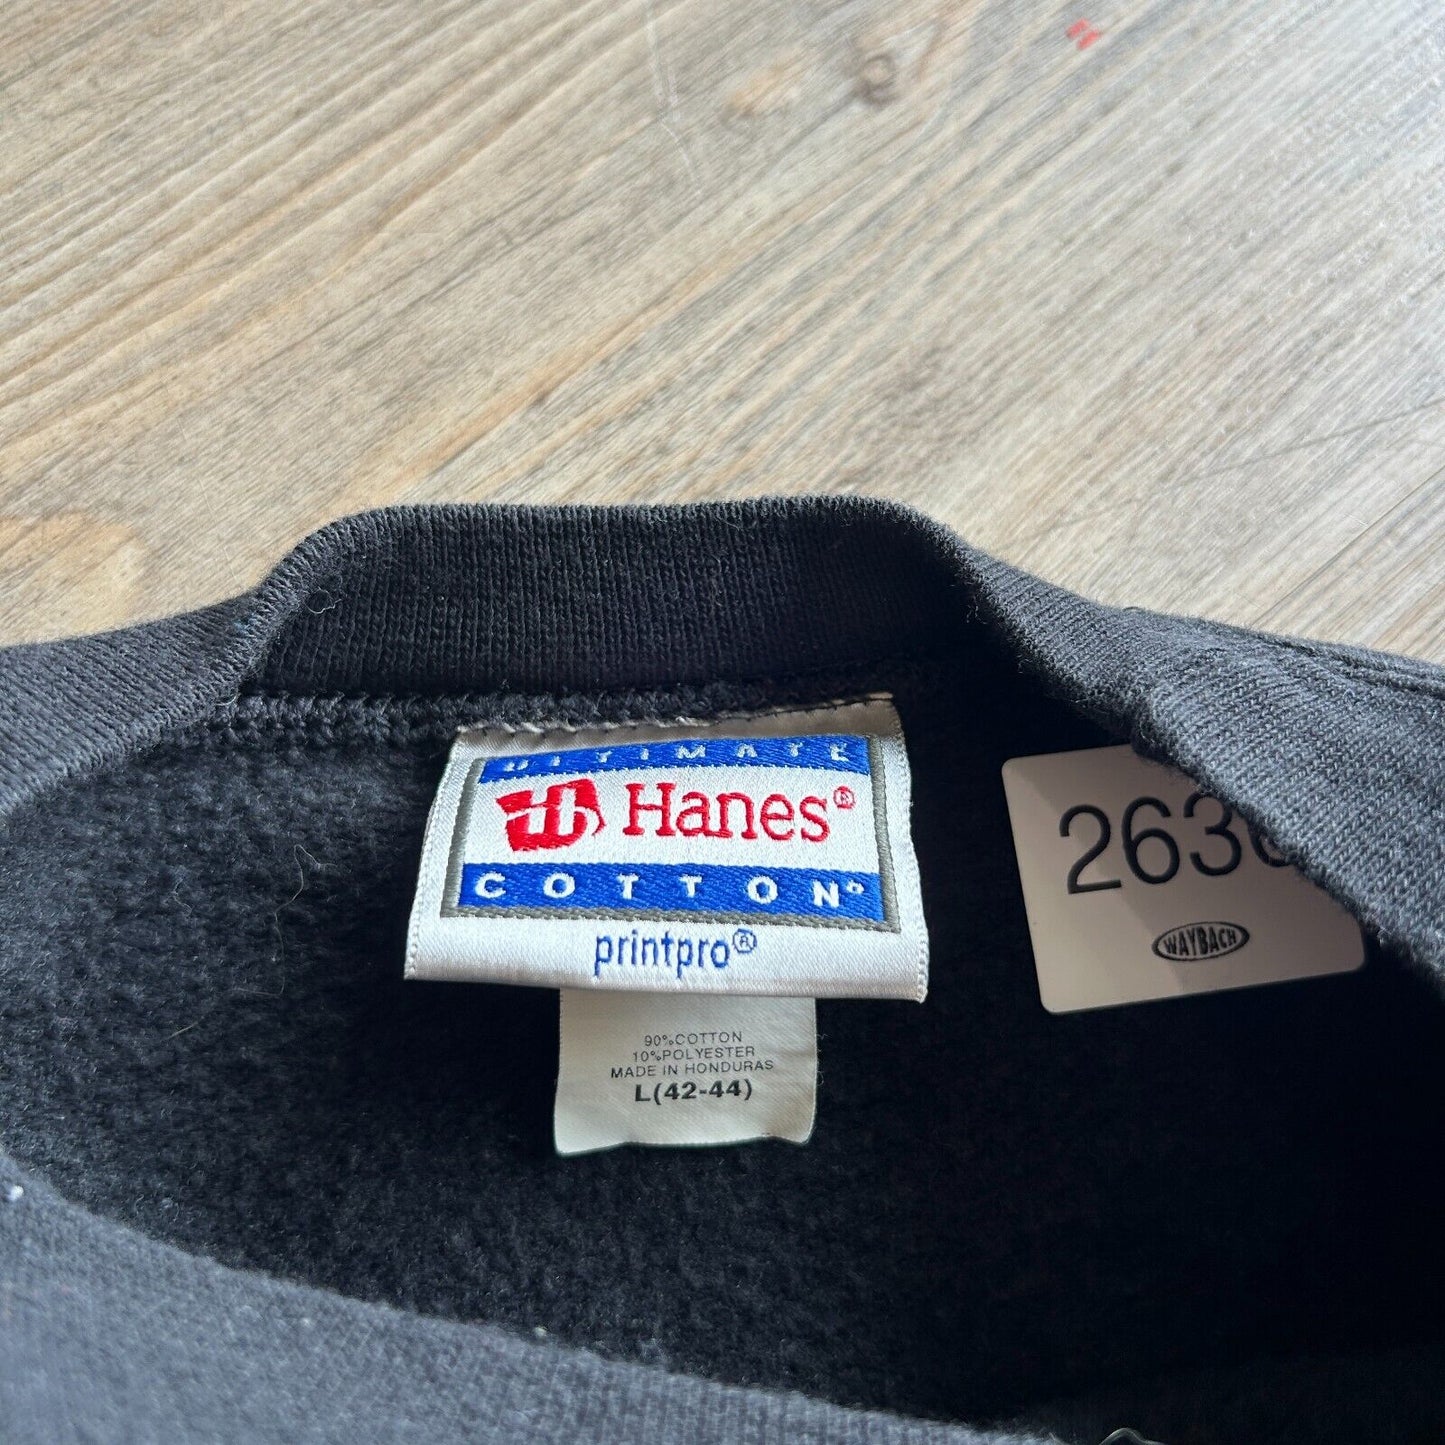 ULTIMATE
Hanes®
COTTON®
printpro®
90%COTTON
10%POLYESTER
MADE IN HONDURAS
L(42-44)
263
WAYBACH